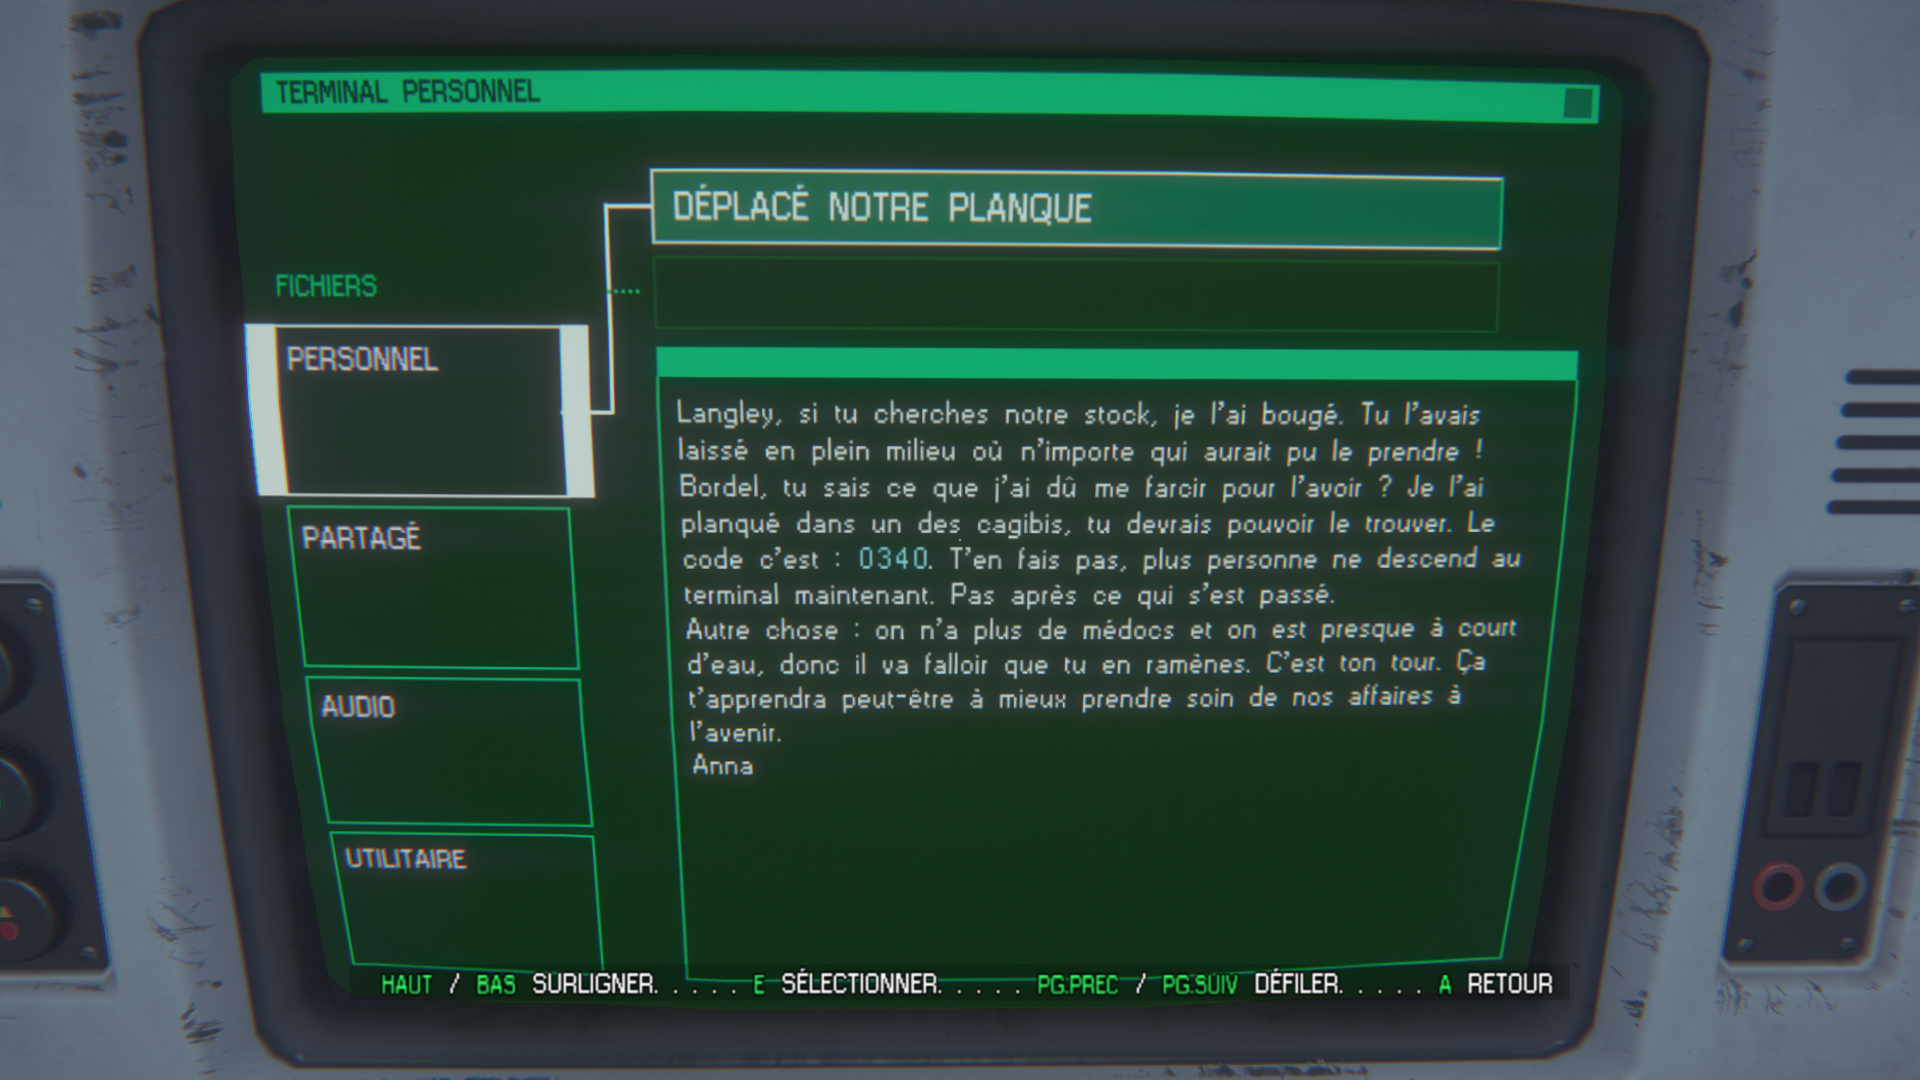 TERMINAL PERSONNEL
DÉPLACÉ NOTRE PLANQUE
FICHIERS
PERSONNEL
PARTAGÉ
AUDIO
UTILITAIRE
Langley, si tu cherches notre stock, je l'ai bougé. Tu l'avais
laissé en plein milieu où n'importe qui aurait pu le prendre !
Bordel, tu sais ce que j'ai dû me farcir pour l'avoir ? Je l'ai
planqué dans un des cagibis, tu devrais pouvoir le trouver. Le
code c'est : 0340. T'en fais pas, plus personne ne descend au
terminal maintenant. Pas après ce qui s'est passé.
Autre chose : on n'a plus de médocs et on est presque à court
d'eau, donc il va falloir que tu en ramènes. C'est ton tour. Ça
t'apprendra peut-être à mieux prendre soin de nos affaires à
l'avenir.
Anna
HAUT / BAS SURLIGNER. . . . . E SÉLECTIONNER. . . . . PG.PREC / PG.SUIV DÉFILER. . . . . A RETOUR